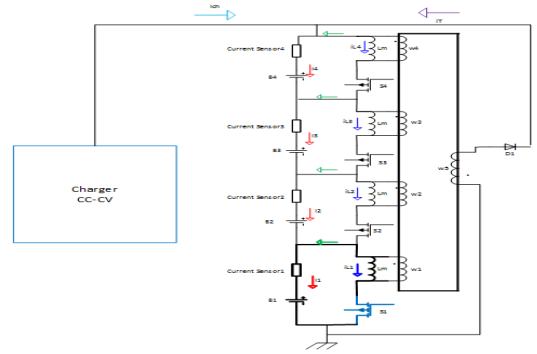 Ich
iT
Current Sensor4
iL4
Lm
w4
I4
B4
S4
Current Sensor3
iL3
Lm
w3
I3
B3
S3
Charger
CC-CV
D1
w5
Current Sensor2
iL2
Lm
w2
I2
B2
S2
Current Sensor1
iL1
Lm
w1
I1
B1
S1